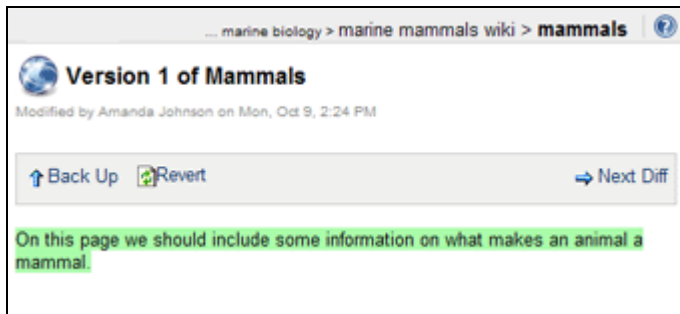 ... marine biology > marine mammals wiki > mammals ?
Version 1 of Mammals
Modified by Amanda Johnson on Mon, Oct 9, 2:24 PM
Back Up Revert Next Diff
On this page we should include some information on what makes an animal a
mammal.